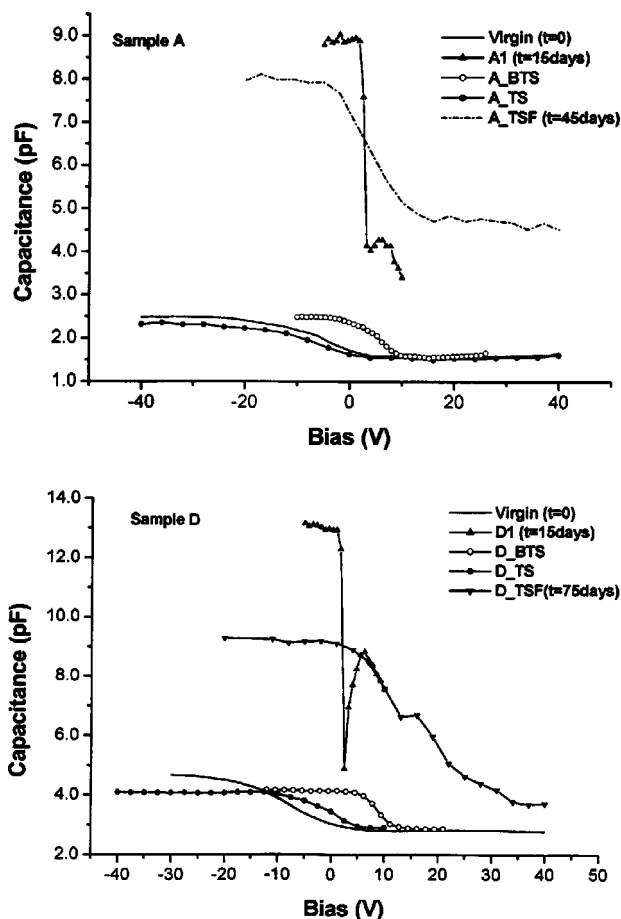 Sample A
Virgin (t=0)
A1 (t=15days)
A_BTS
A_TS
A_TSF (t=45days)
9.0
8.0
7.0
6.0
5.0
4.0
3.0
2.0
1.0
Capacitance (pF)
-40 -20 0 20 40
Bias (V)
Sample D
Virgin (t=0)
D1 (t=15days)
D_BTS
D_TS
D_TSF(t=75days)
14.0
12.0
10.0
8.0
6.0
4.0
2.0
Capacitance (pF)
-40 -30 -20 -10 0 10 20 30 40 50
Bias (V)